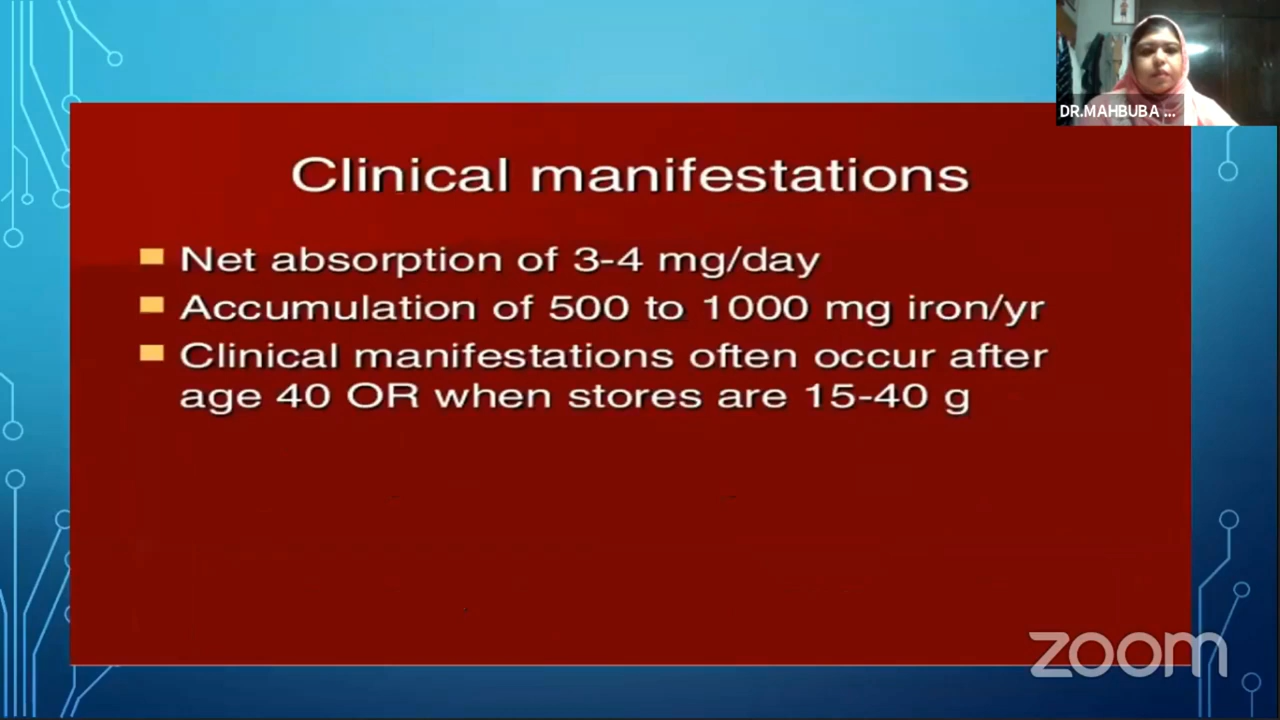 DR.MAHBUBA ...
Clinical manifestations
Net absorption of 3-4 mg/day
Accumulation of 500 to 1000 mg iron/yr
Clinical manifestations often occur after
age 40 OR when stores are 15-40 g
zoom